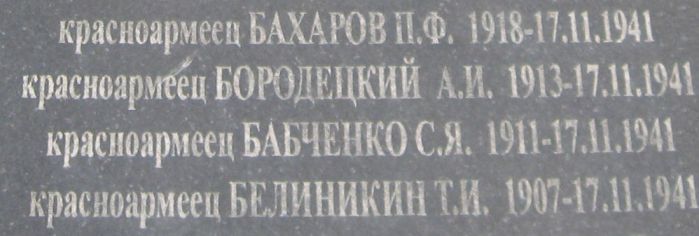 красноармеец БАХАРОВ П.Ф. 1918-17.11.1941
красноармеец БОРОДЕЦКИЙ А.И. 1913-17.11.1941
красноармеец БАБЧЕНКО С.Я. 1911-17.11.1941
красноармеец БЕЛИНИКИН Т.И. 1907-17.11.1941